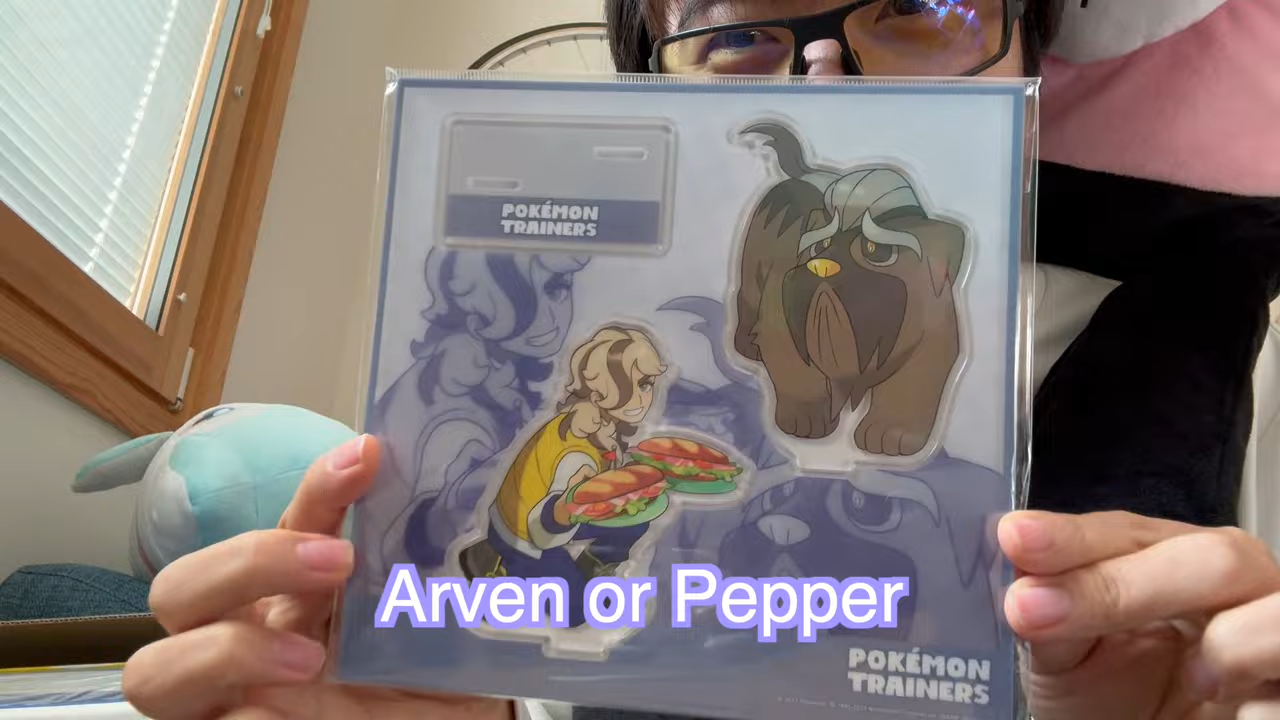 POKÉMON
TRAINERS
Arven or Pepper
POKÉMON
TRAINERS